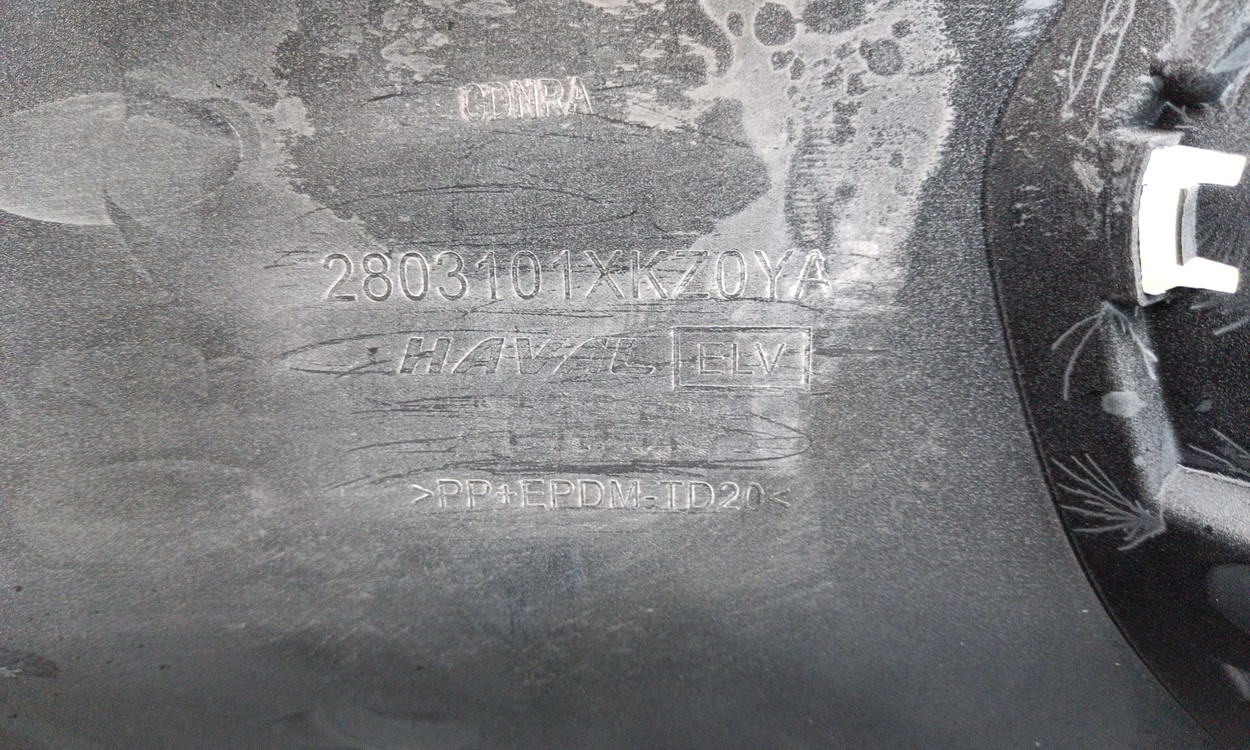 CDNRA
2803101XKZ0YA
HAVAL ELV
>PP+EPDM-TD20<